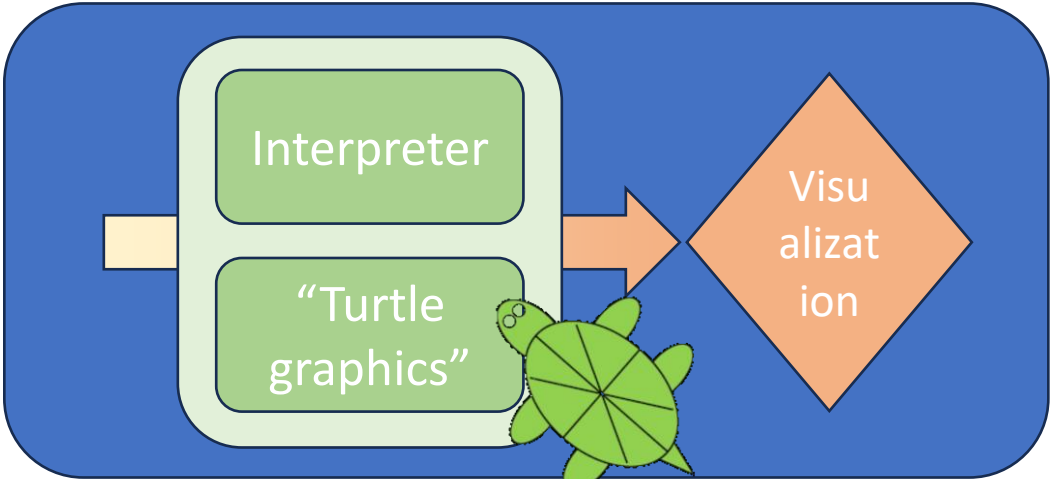 Interpreter
“Turtle
graphics”
Visu
alizat
ion